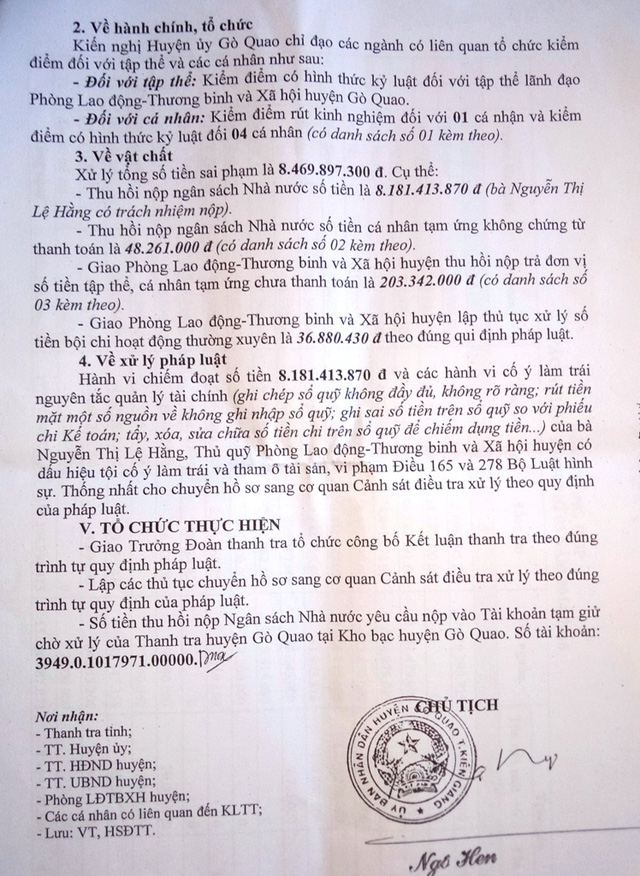 2. Về hành chính, tổ chức
Kiến nghị Huyện ủy Gò Quao chỉ đạo các ngành có liên quan tổ chức kiểm
điểm đối với tập thể và các cá nhân như sau:
- Đối với tập thể: Kiểm điểm có hình thức kỷ luật đối với tập thể lãnh đạo
Phòng Lao động-Thương binh và Xã hội huyện Gò Quao.
- Đối với cá nhân: Kiểm điểm rút kinh nghiệm đối với 01 cá nhận và kiểm
điểm có hình thức kỷ luật đối 04 cá nhân (có danh sách số 01 kèm theo).
3. Về vật chất
Xử lý tổng số tiền sai phạm là 8.469.897.300 đ. Cụ thể:
- Thu hồi nộp ngân sách Nhà nước số tiền là 8.181.413.870 đ (bà Nguyễn Thị
Lệ Hằng có trách nhiệm nộp).
- Thu hồi nộp ngân sách Nhà nước số tiền cá nhân tạm ứng không chứng từ
thanh toán là 48.261.000 đ (có danh sách số 02 kèm theo).
- Giao Phòng Lao động-Thương binh và Xã hội huyện thu hồi nộp trả đơn vị
số tiền tập thể, cá nhân tạm ứng chưa thanh toán là 203.342.000 đ (có danh sách số
03 kèm theo).
- Giao Phòng Lao động-Thương binh và Xã hội huyện lập thủ tục xử lý số
tiền bội chi hoạt động thường xuyên là 36.880.430 đ theo đúng qui định pháp luật.
4. Về xử lý pháp luật
Hành vi chiếm đoạt số tiền 8.181.413.870 đ và các hành vi cố ý làm trái
nguyên tắc quản lý tài chính (ghi chép sổ quỹ không đầy đủ, không rõ ràng; rút tiền
mặt một số nguồn về không ghi nhập sổ quỹ; ghi sai số tiền trên sổ quỹ so với phiếu
chi Kế toán; tẩy, xóa, sửa chữa số tiền chi trên sổ quỹ để chiếm dụng tiền...) của bà
Nguyễn Thị Lệ Hằng, Thủ quỹ Phòng Lao động-Thương binh và Xã hội huyện có
dấu hiệu tội cố ý làm trái và tham ô tài sản, vi phạm Điều 165 và 278 Bộ Luật hình
sự. Thống nhất cho chuyển hồ sơ sang cơ quan Cảnh sát điều tra xử lý theo quy định
của pháp luật.
V. TỔ CHỨC THỰC HIỆN
- Giao Trưởng Đoàn thanh tra tổ chức công bố Kết luận thanh tra theo đúng
trình tự quy định pháp luật.
- Lập các thủ tục chuyển hồ sơ sang cơ quan Cảnh sát điều tra xử lý theo đúng
trình tự quy định của pháp luật.
- Số tiền thu hồi nộp Ngân sách Nhà nước yêu cầu nộp vào Tài khoản tạm giữ
chờ xử lý của Thanh tra huyện Gò Quao tại Kho bạc huyện Gò Quao. Số tài khoản:
3949.0.1017971.00000.
Nơi nhận:
- Thanh tra tỉnh;
- TT. Huyện ủy;
- TT. HĐND huyện;
- TT. UBND huyện;
- Phòng LĐTBXH huyện;
- Các cá nhân có liên quan đến KLTT;
- Lưu: VT, HSĐTT.
CHỦ TỊCH
ỦY BAN NHÂN DÂN HUYỆN GÒ QUAO T. KIÊN GIANG
Ngô Hen